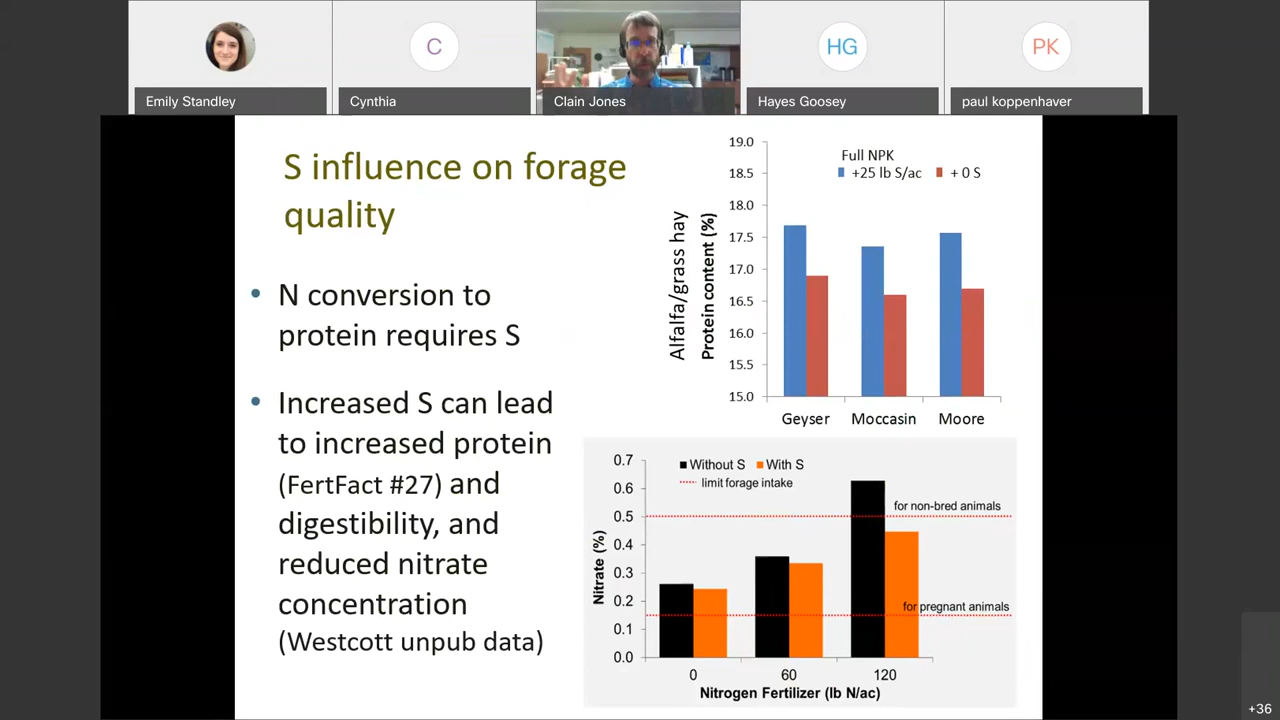 Emily Standley
C
Cynthia
Clain Jones
HG
Hayes Goosey
PK
paul koppenhaver
S influence on forage
quality
• N conversion to
protein requires S
• Increased S can lead
to increased protein
(FertFact #27) and
digestibility, and
reduced nitrate
concentration
(Westcott unpub data)
Alfalfa/grass hay
Protein content (%)
Full NPK
+25 lb S/ac + 0 S
19.0
18.5
18.0
17.5
17.0
16.5
16.0
15.5
15.0
Geyser Moccasin Moore
Without S With S
limit forage intake
for non-bred animals
for pregnant animals
Nitrate (%)
0.7
0.6
0.5
0.4
0.3
0.2
0.1
0.0
0 60 120
Nitrogen Fertilizer (lb N/ac)
+36